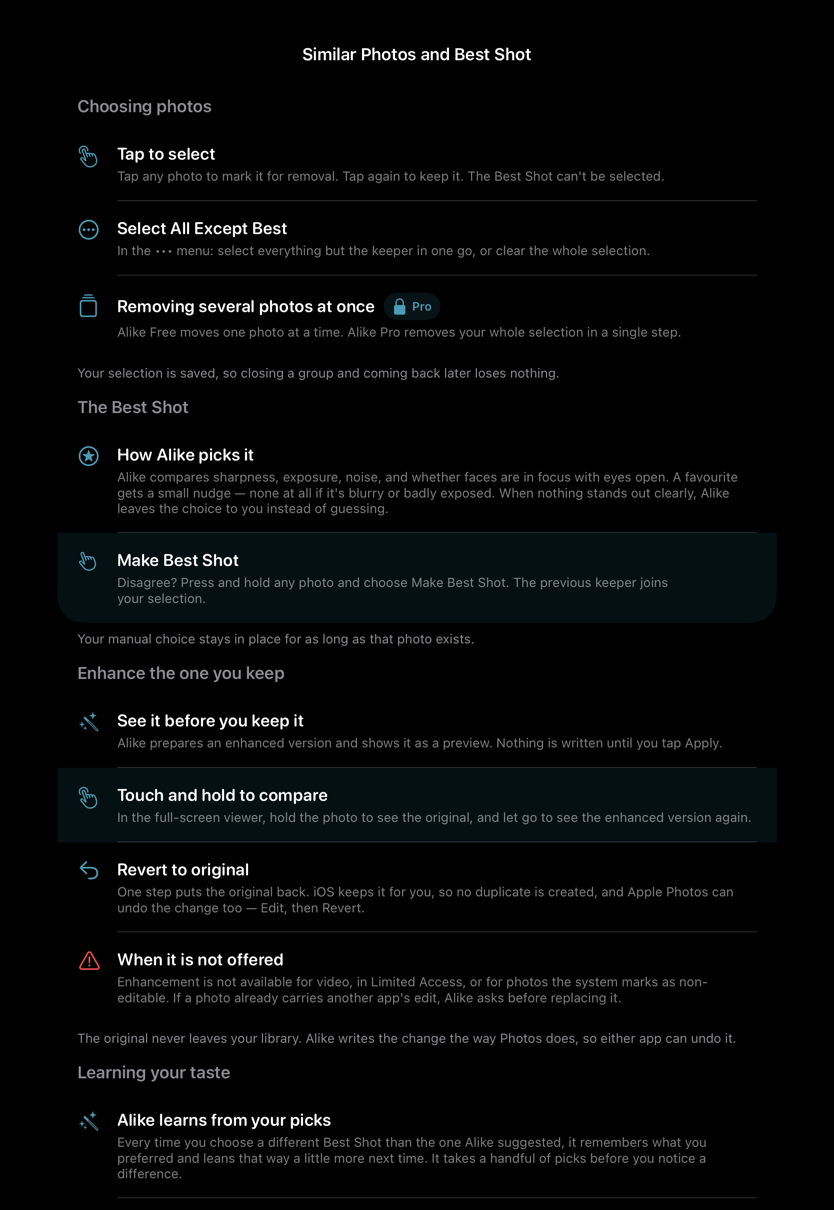 Similar Photos and Best Shot
Choosing photos
Tap to select
Tap any photo to mark it for removal. Tap again to keep it. The Best Shot can't be selected.
Select All Except Best
In the ••• menu: select everything but the keeper in one go, or clear the whole selection.
Removing several photos at once Pro
Alike Free moves one photo at a time. Alike Pro removes your whole selection in a single step.
Your selection is saved, so closing a group and coming back later loses nothing.
The Best Shot
How Alike picks it
Alike compares sharpness, exposure, noise, and whether faces are in focus with eyes open. A favourite
gets a small nudge — none at all if it's blurry or badly exposed. When nothing stands out clearly, Alike
leaves the choice to you instead of guessing.
Make Best Shot
Disagree? Press and hold any photo and choose Make Best Shot. The previous keeper joins
your selection.
Your manual choice stays in place for as long as that photo exists.
Enhance the one you keep
See it before you keep it
Alike prepares an enhanced version and shows it as a preview. Nothing is written until you tap Apply.
Touch and hold to compare
In the full-screen viewer, hold the photo to see the original, and let go to see the enhanced version again.
Revert to original
One step puts the original back. iOS keeps it for you, so no duplicate is created, and Apple Photos can
undo the change too — Edit, then Revert.
When it is not offered
Enhancement is not available for video, in Limited Access, or for photos the system marks as non-
editable. If a photo already carries another app's edit, Alike asks before replacing it.
The original never leaves your library. Alike writes the change the way Photos does, so either app can undo it.
Learning your taste
Alike learns from your picks
Every time you choose a different Best Shot than the one Alike suggested, it remembers what you
preferred and leans that way a little more next time. It takes a handful of picks before you notice a
difference.